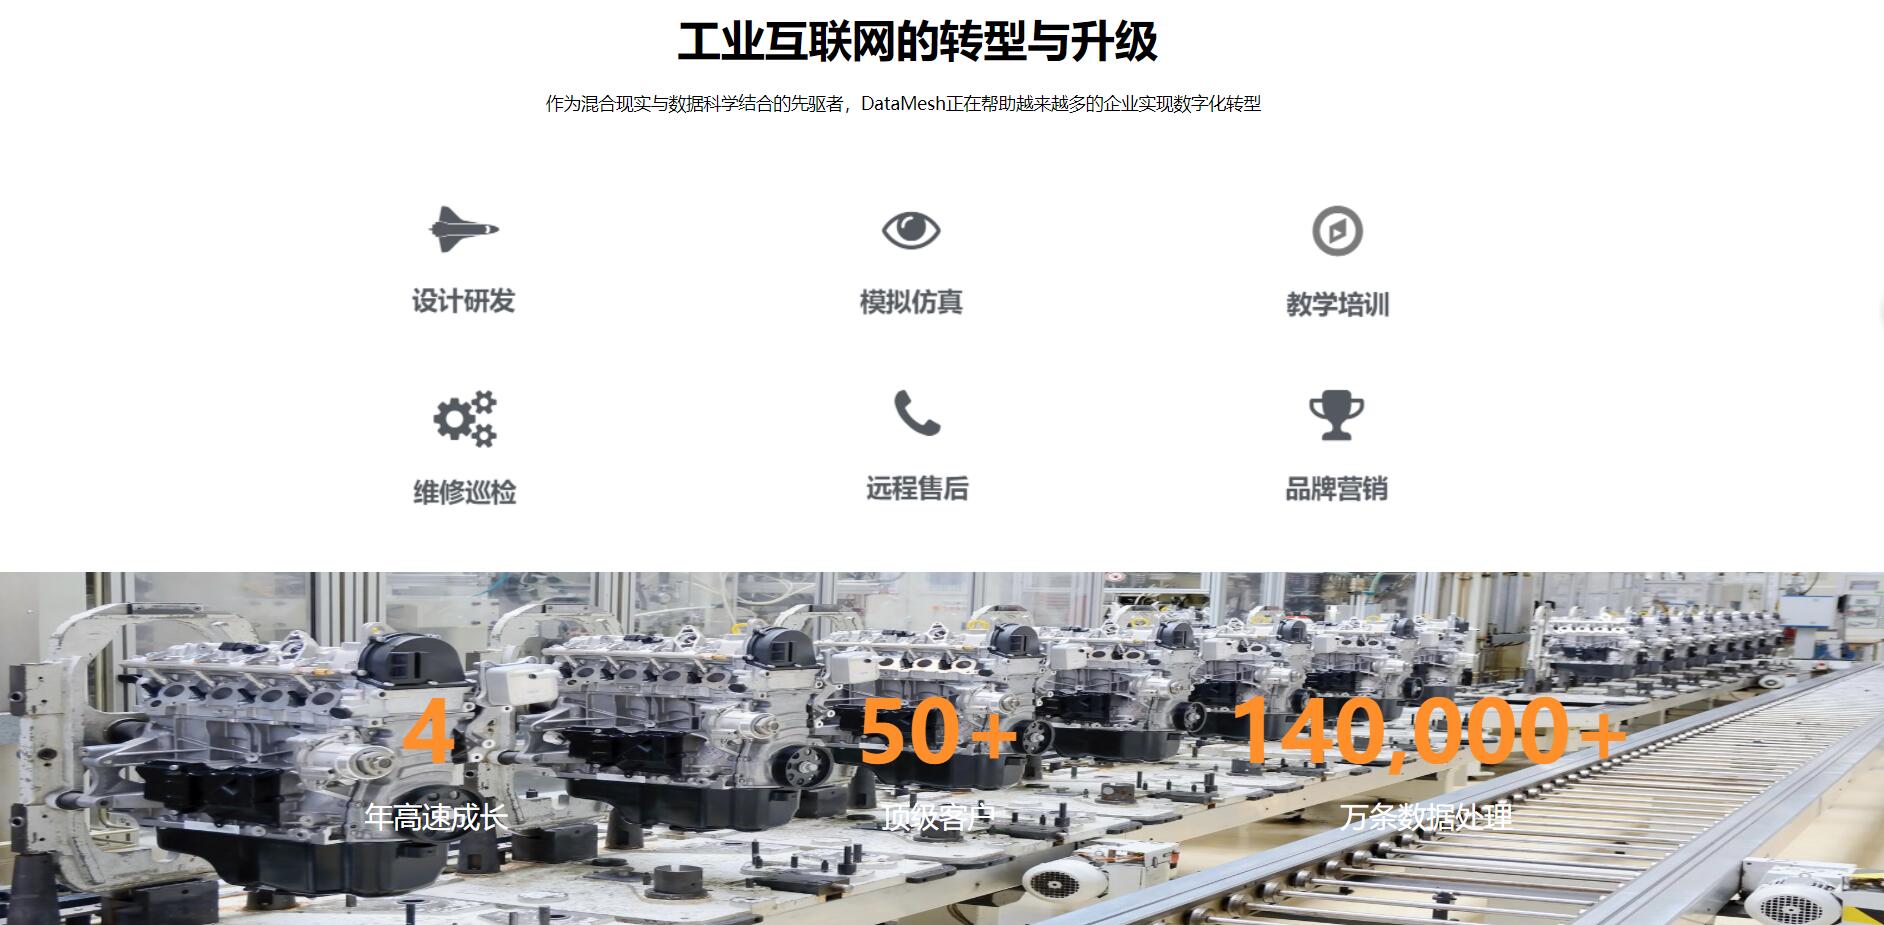 工业互联网的转型与升级
作为混合现实与数据科学结合的先驱者，DataMesh正在帮助越来越多的企业实现数字化转型
设计研发
模拟仿真
教学培训
维修巡检
远程售后
品牌营销
4
50+
140,000+
年高速成长
顶级客户
万条数据处理